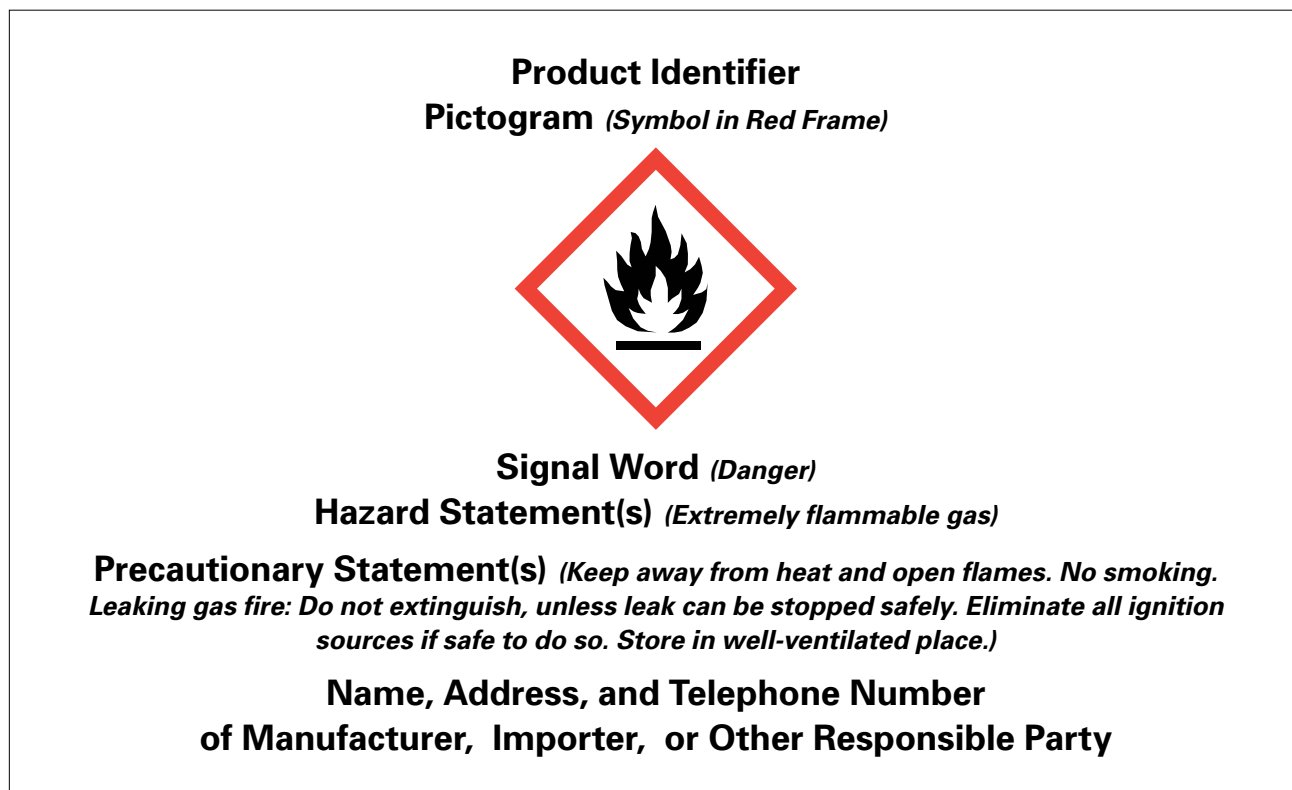 Product Identifier
Pictogram (Symbol in Red Frame)
Signal Word (Danger)
Hazard Statement(s) (Extremely flammable gas)
Precautionary Statement(s) (Keep away from heat and open flames. No smoking.
Leaking gas fire: Do not extinguish, unless leak can be stopped safely. Eliminate all ignition
sources if safe to do so. Store in well-ventilated place.)
Name, Address, and Telephone Number
of Manufacturer, Importer, or Other Responsible Party